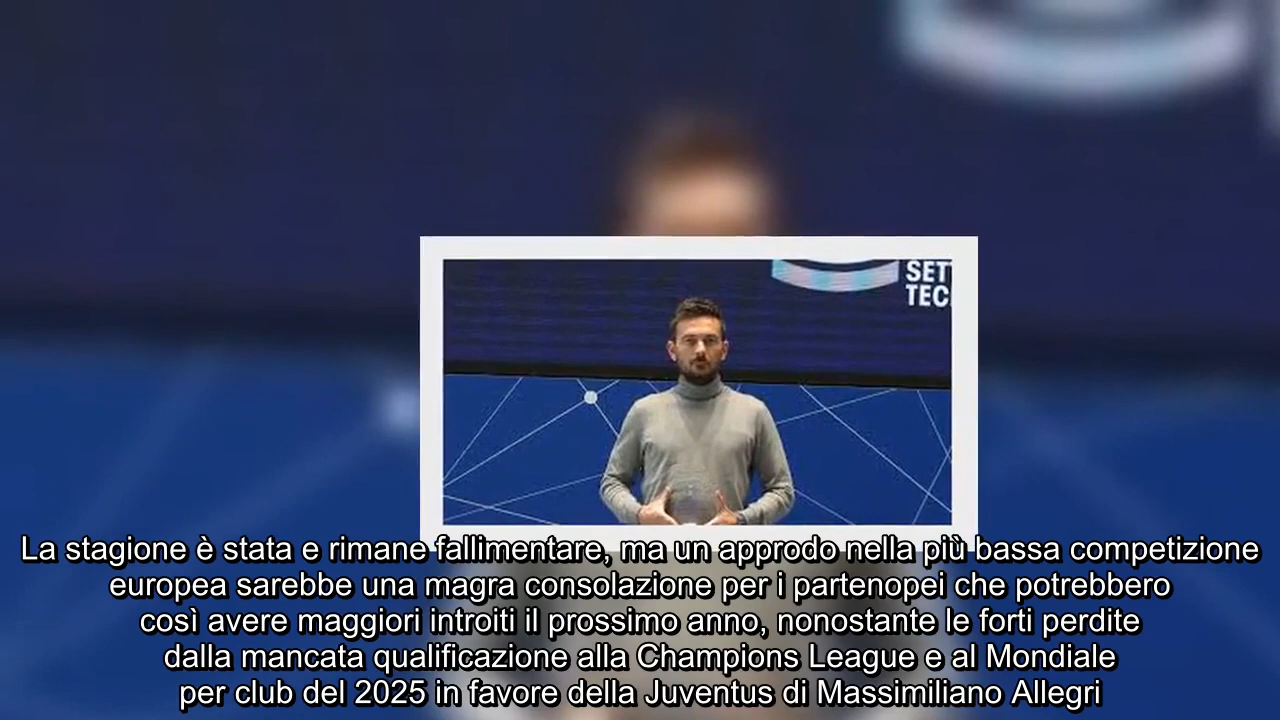 SET
TEC
La stagione è stata e rimane fallimentare, ma un approdo nella più bassa competizione
europea sarebbe una magra consolazione per i partenopei che potrebbero
così avere maggiori introiti il prossimo anno, nonostante le forti perdite
dalla mancata qualificazione alla Champions League e al Mondiale
per club del 2025 in favore della Juventus di Massimiliano Allegri